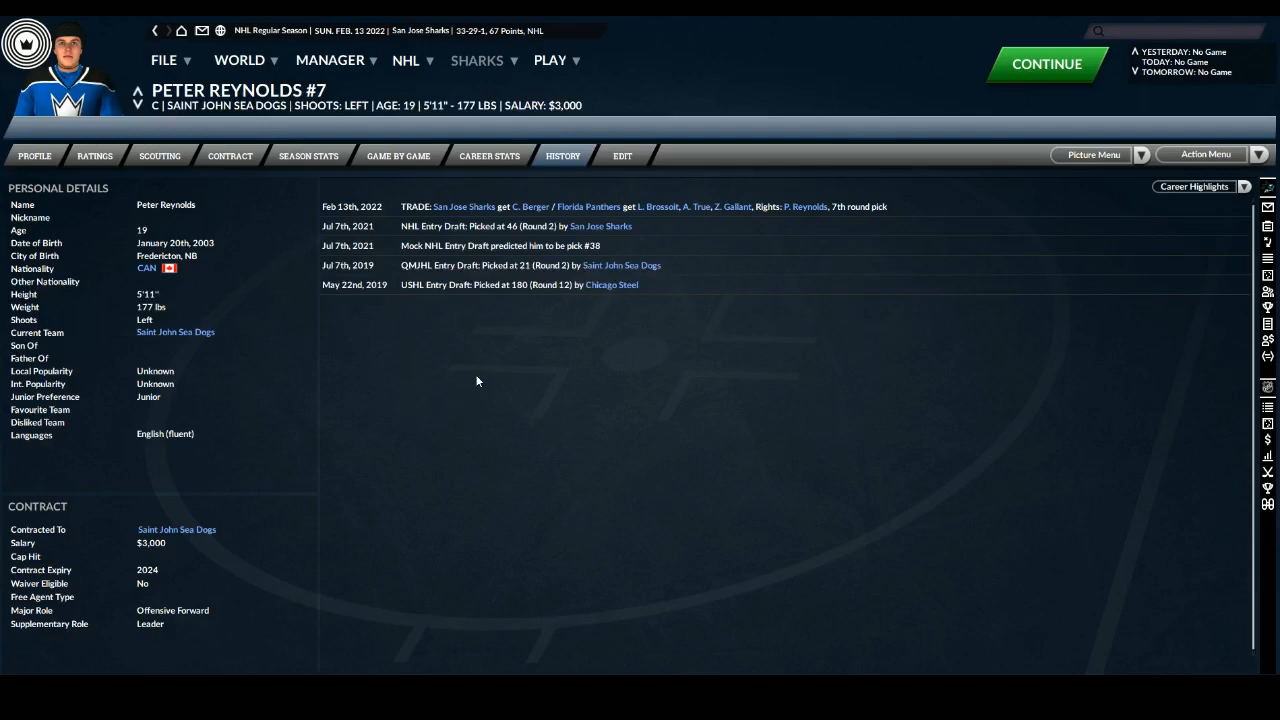 NHL Regular Season | SUN. FEB. 13 2022 | San Jose Sharks | 33-29-1, 67 Points, NHL
FILE WORLD MANAGER NHL SHARKS PLAY
CONTINUE
YESTERDAY: No Game
TODAY: No Game
TOMORROW: No Game
PETER REYNOLDS #7
C | SAINT JOHN SEA DOGS | SHOOTS: LEFT | AGE: 19 | 5'11" - 177 LBS | SALARY: $3,000
PROFILE RATINGS SCOUTING CONTRACT SEASON STATS GAME BY GAME CAREER STATS HISTORY EDIT Picture Menu Action Menu
PERSONAL DETAILS
Career Highlights
Name Peter Reynolds
Nickname
Age 19
Date of Birth January 20th, 2003
City of Birth Fredericton, NB
Nationality CAN
Other Nationality
Height 5'11"
Weight 177 lbs
Shoots Left
Current Team Saint John Sea Dogs
Son Of
Father Of
Local Popularity Unknown
Int. Popularity Unknown
Junior Preference Junior
Favourite Team
Disliked Team
Languages English (fluent)
Feb 13th, 2022 TRADE: San Jose Sharks get C. Berger / Florida Panthers get L. Brossoit, A. True, Z. Gallant, Rights: P. Reynolds, 7th round pick
Jul 7th, 2021 NHL Entry Draft: Picked at 46 (Round 2) by San Jose Sharks
Jul 7th, 2021 Mock NHL Entry Draft predicted him to be pick #38
Jul 7th, 2019 QMJHL Entry Draft: Picked at 21 (Round 2) by Saint John Sea Dogs
May 22nd, 2019 USHL Entry Draft: Picked at 180 (Round 12) by Chicago Steel
CONTRACT
Contracted To Saint John Sea Dogs
Salary $3,000
Cap Hit
Contract Expiry 2024
Waiver Eligible No
Free Agent Type
Major Role Offensive Forward
Supplementary Role Leader